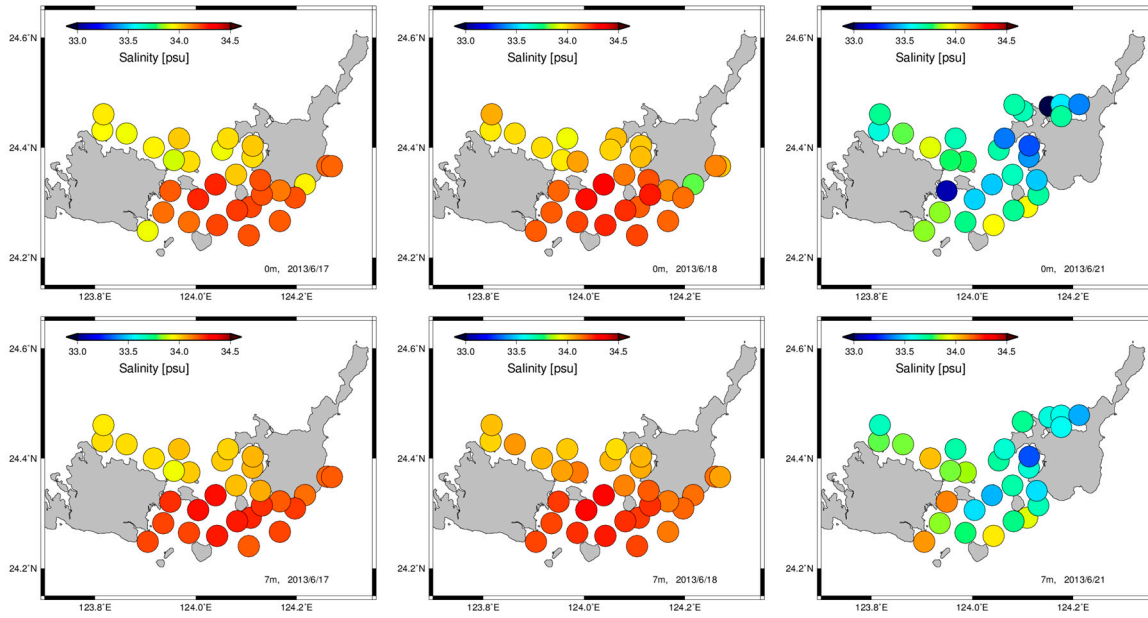 33.0 33.5 34.0 34.5
Salinity [psu]
24.6˚N
24.4˚N
24.2˚N
0m, 2013/6/17
123.8˚E 124.0˚E 124.2˚E
33.0 33.5 34.0 34.5
Salinity [psu]
24.6˚N
24.4˚N
24.2˚N
0m, 2013/6/18
123.8˚E 124.0˚E 124.2˚E
33.0 33.5 34.0 34.5
Salinity [psu]
24.6˚N
24.4˚N
24.2˚N
0m, 2013/6/21
123.8˚E 124.0˚E 124.2˚E
33.0 33.5 34.0 34.5
Salinity [psu]
24.6˚N
24.4˚N
24.2˚N
7m, 2013/6/17
123.8˚E 124.0˚E 124.2˚E
33.0 33.5 34.0 34.5
Salinity [psu]
24.6˚N
24.4˚N
24.2˚N
7m, 2013/6/18
123.8˚E 124.0˚E 124.2˚E
33.0 33.5 34.0 34.5
Salinity [psu]
24.6˚N
24.4˚N
24.2˚N
7m, 2013/6/21
123.8˚E 124.0˚E 124.2˚E